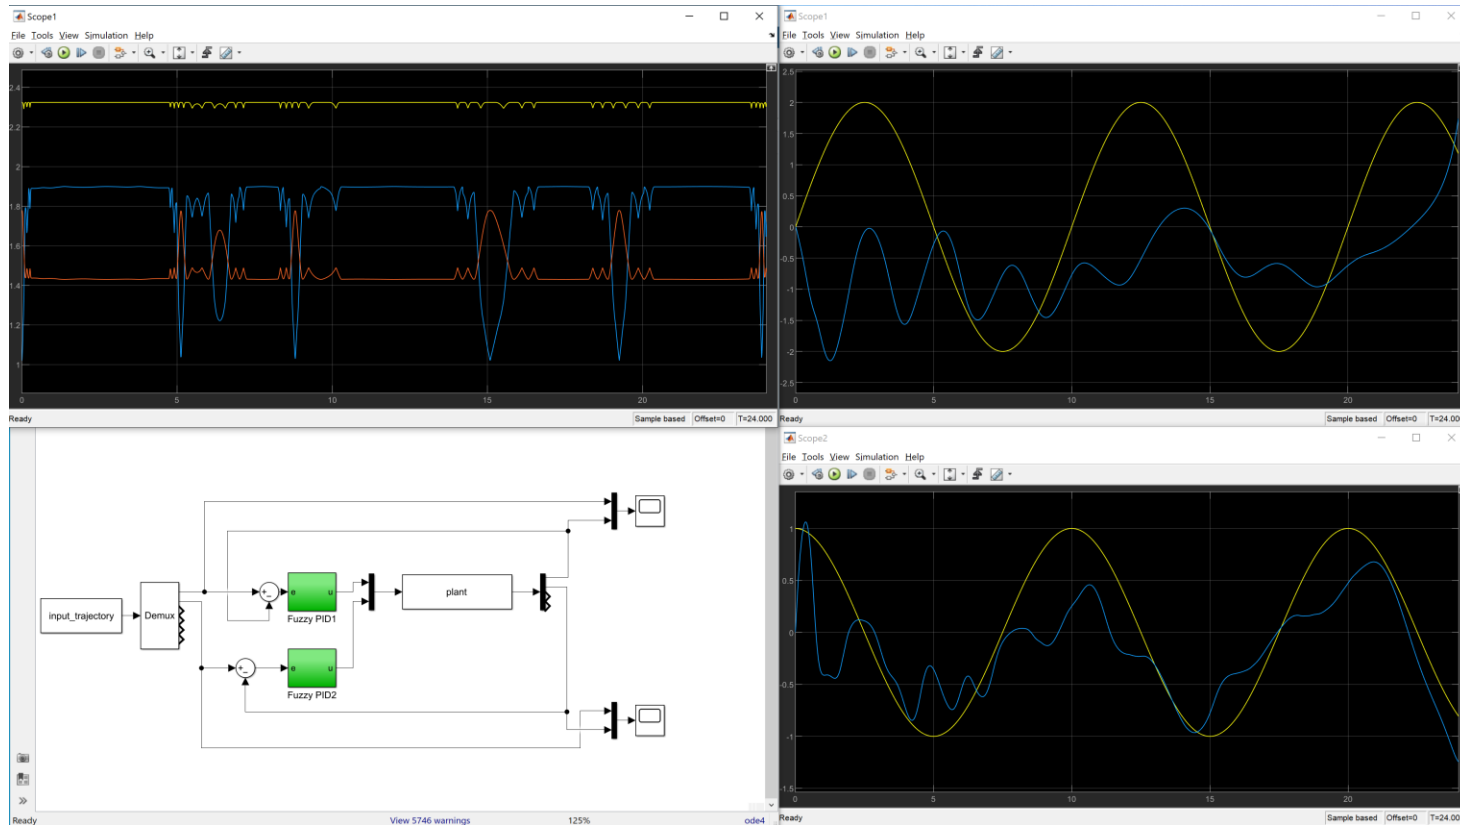 Scope1
File Tools View Simulation Help
2.4
2.2
2
1.8
1.6
1.4
1.2
1
0 5 10 15 20
Ready Sample based Offset=0 T=24.000
Scope1
File Tools View Simulation Help
2.5
2
1.5
1
0.5
0
-0.5
-1
-1.5
-2
-2.5
0 5 10 15 20
Ready Sample based Offset=0 T=24.000
input_trajectory
Demux
+
-
e u
Fuzzy PID1
plant
+
-
e u
Fuzzy PID2
Ready View 5746 warnings 125% ode4
Scope2
File Tools View Simulation Help
1
0.5
0
-0.5
-1
-1.5
0 5 10 15 20
Ready Sample based Offset=0 T=24.000